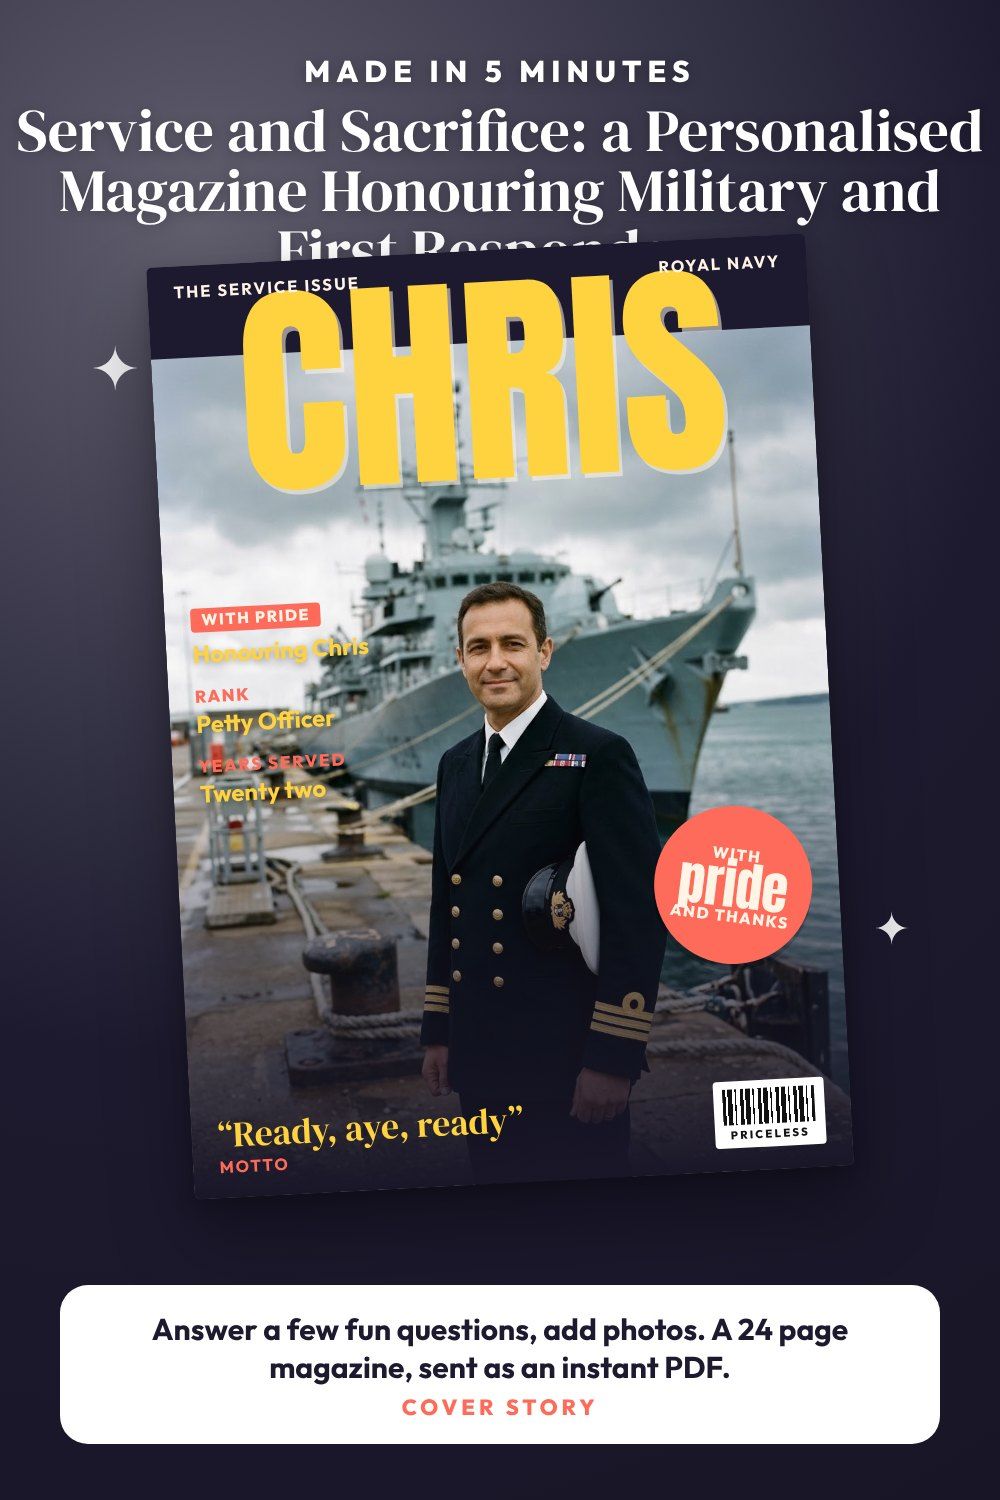 MADE IN 5 MINUTES
Service and Sacrifice: a Personalised
Magazine Honouring Military and
First
THE SERVICE ISSUE
ROYAL NAVY
CHRIS
WITH PRIDE
Honouring Chris
RANK
Petty Officer
YEARS SERVED
Twenty two
WITH
pride
AND THANKS
"Ready, aye, ready"
MOTTO
PRICELESS
Answer a few fun questions, add photos. A 24 page
magazine, sent as an instant PDF.
COVER STORY